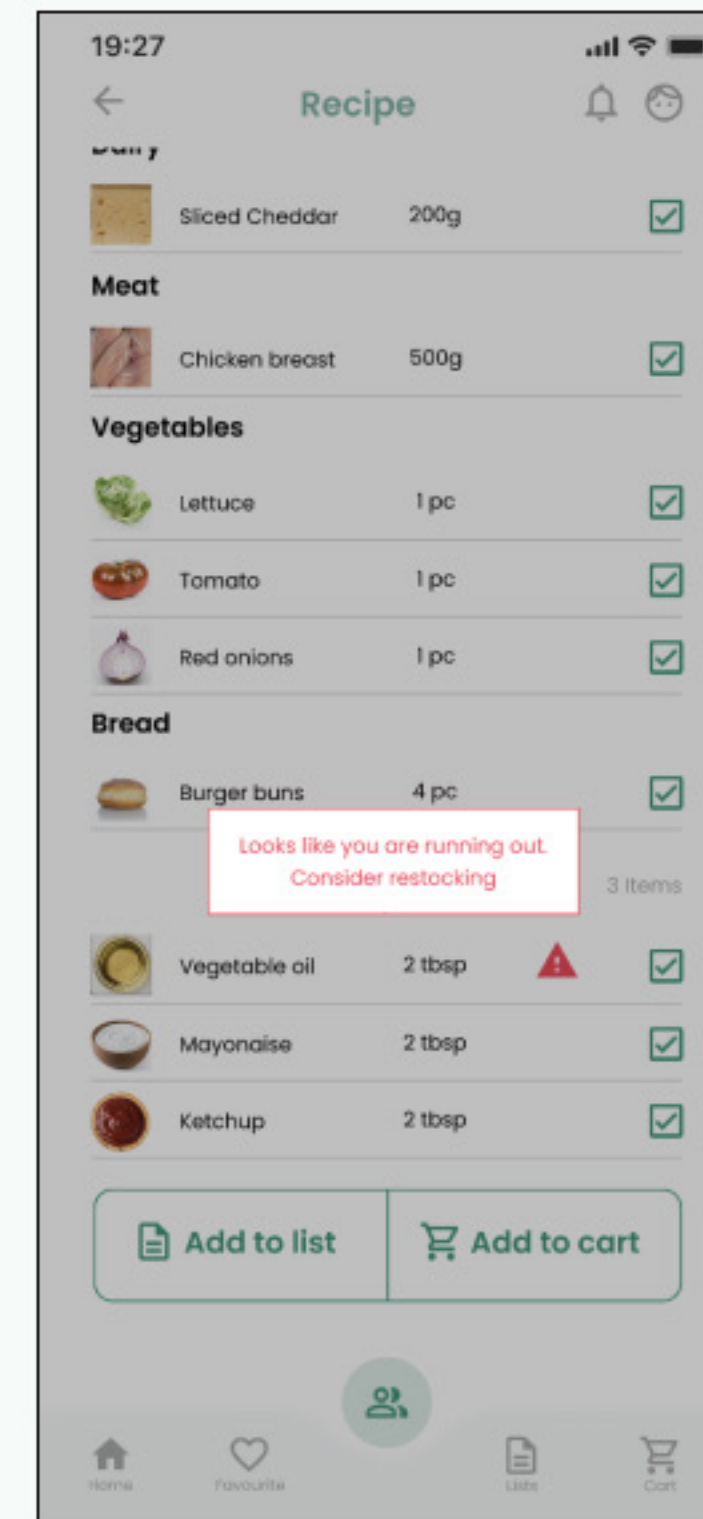 19:27
Recipe
Sliced Cheddar 200g
Meat
Chicken breast 500g
Vegetables
Lettuce 1 pc
Tomato 1 pc
Red onions 1 pc
Bread
Burger buns 4 pc
Looks like you are running out.
Consider restocking
3 Items
Vegetable oil 2 tbsp
Mayonaise 2 tbsp
Ketchup 2 tbsp
Add to list Add to cart
Home Favourite Lists Cart